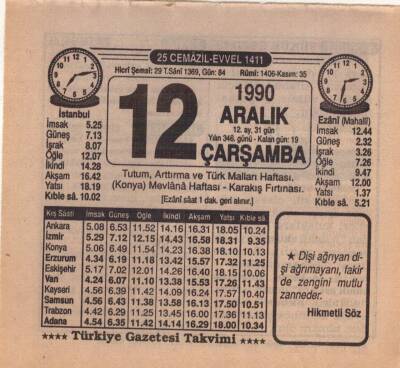 25 CEMÂZİL-EVVEL 1411
Hicrî Şemsî: 29 T.Sâni 1369, Gün: 84 Rûmî: 1406-Kasım: 35
12
1990
ARALIK
12. ay, 31 gün
Yılın 346. günü - Kalan gün: 19
ÇARŞAMBA
İstanbul
İmsak 5.25
Güneş 7.13
İşrak 8.07
Öğle 12.07
İkindi 14.28
Akşam 16.42
Yatsı 18.19
Kıble sâ. 10.02
Ezânî (Mahallî)
İmsak 12.44
Güneş 2.32
İşrak 3.26
Öğle 7.26
İkindi 9.47
Akşam 12.00
Yatsı 1.37
Kıble sâ. 5.21
Tutum, Arttırma ve Türk Malları Haftası.
(Konya) Mevlânâ Haftası - Karakış Fırtınası.
[Ezânî sâat 1 dak. geri alınır.]
Kış Sâati İmsak Güneş Öğle İkindi Akşam Yatsı Kıble sâ.
Ankara 5.08 6.53 11.52 14.16 16.31 18.05 10.24
İzmir 5.29 7.12 12.15 14.43 16.58 18.31 9.35
Konya 5.06 6.49 11.54 14.23 16.38 18.10 10.13
Erzurum 4.34 6.19 11.18 13.42 15.57 17.32 11.25
Eskişehir 5.17 7.02 12.01 14.26 16.40 18.15 10.06
Van 4.24 6.07 11.10 13.38 15.53 17.26 11.43
Kayseri 4.56 6.39 11.42 14.09 16.24 17.57 10.40
Samsun 4.56 6.43 11.38 13.58 16.13 17.50 10.51
Trabzon 4.42 6.29 11.25 13.45 16.00 17.36 11.13
Adana 4.54 6.35 11.42 14.14 16.29 18.00 10.34
★ Dişi ağrıyan di-
şi ağrımayanı, fakir
de zengini mutlu
zanneder.
Hikmetli Söz
★★★★ Türkiye Gazetesi Takvimi ★★★★